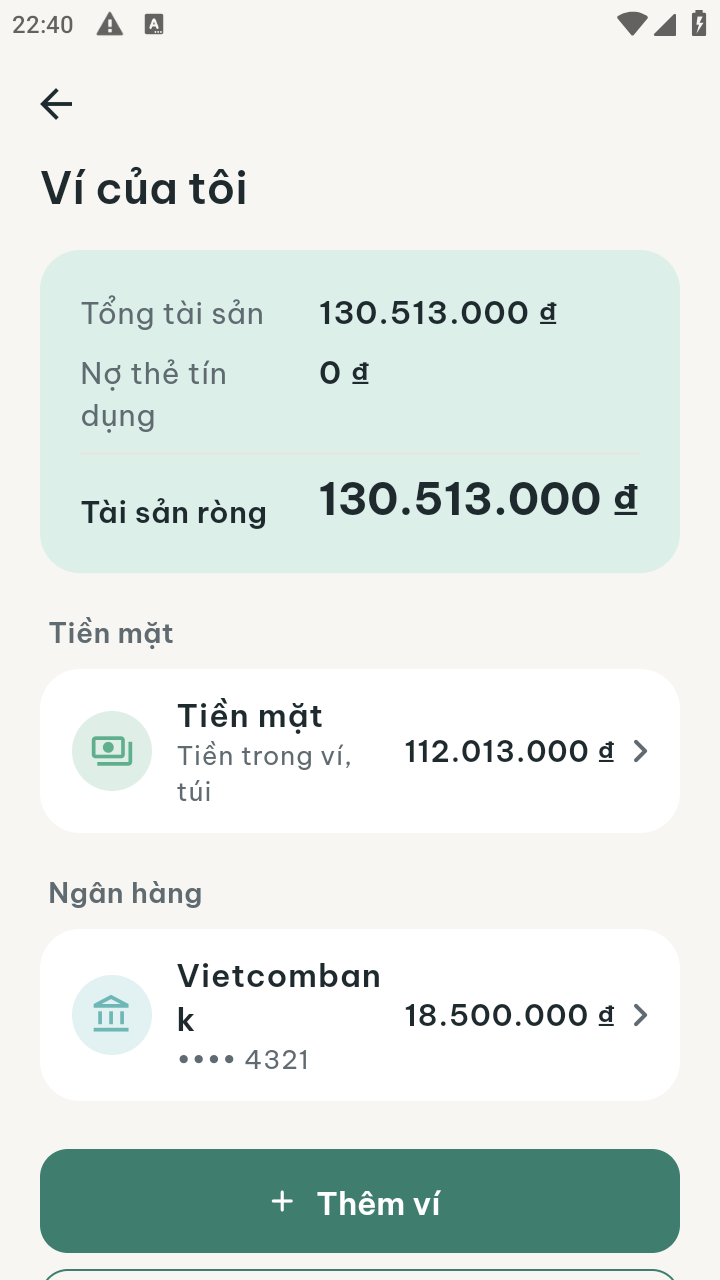 22:40
Ví của tôi
Tổng tài sản 130.513.000 ₫
Nợ thẻ tín 0 ₫
dụng
Tài sản ròng 130.513.000 ₫
Tiền mặt
Tiền mặt
Tiền trong ví,
túi
112.013.000 ₫
Ngân hàng
Vietcomban
k
•••• 4321
18.500.000 ₫
+ Thêm ví